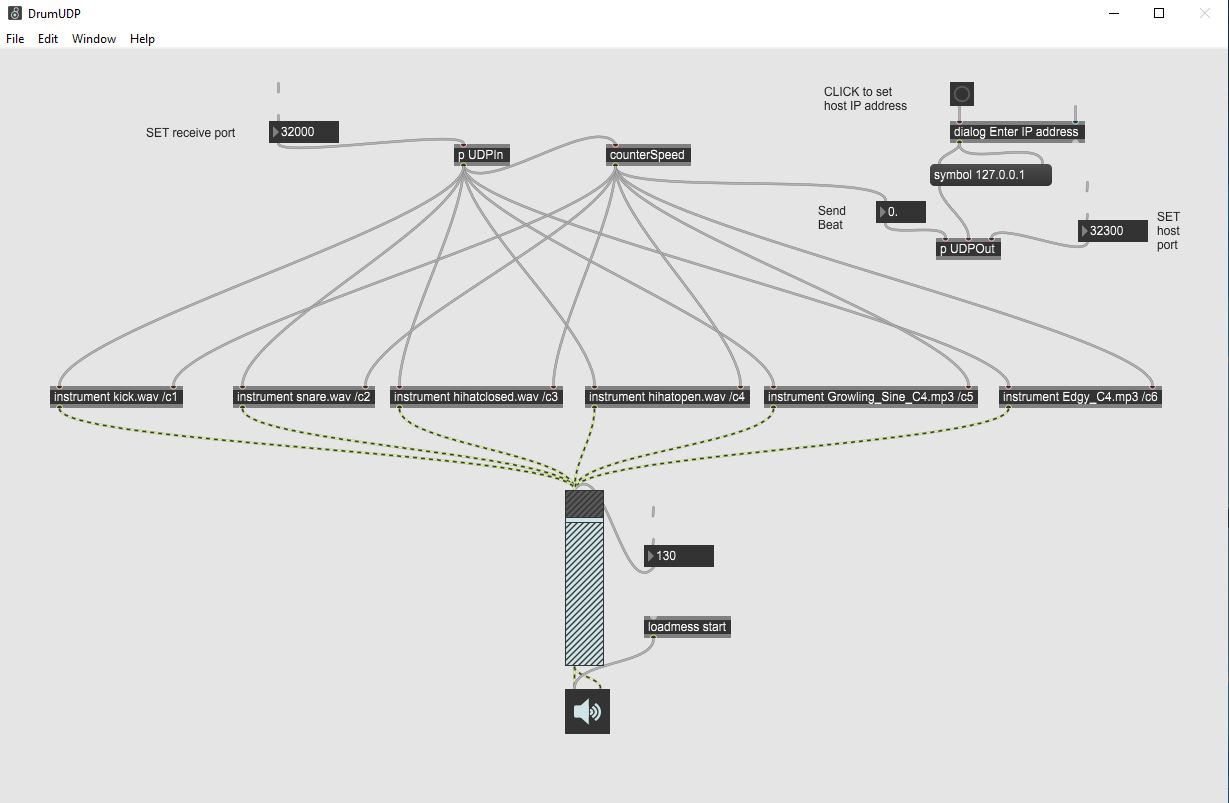 DrumUDP
File Edit Window Help
CLICK to set
host IP address
SET receive port
32000
dialog Enter IP address
p UDPIn
counterSpeed
symbol 127.0.0.1
Send
Beat
0.
32300
SET
host
port
p UDPOut
instrument kick.wav /c1
instrument snare.wav /c2
instrument hihatclosed.wav /c3
instrument hihatopen.wav /c4
instrument Growling_Sine_C4.mp3 /c5
instrument Edgy_C4.mp3 /c6
130
loadmess start